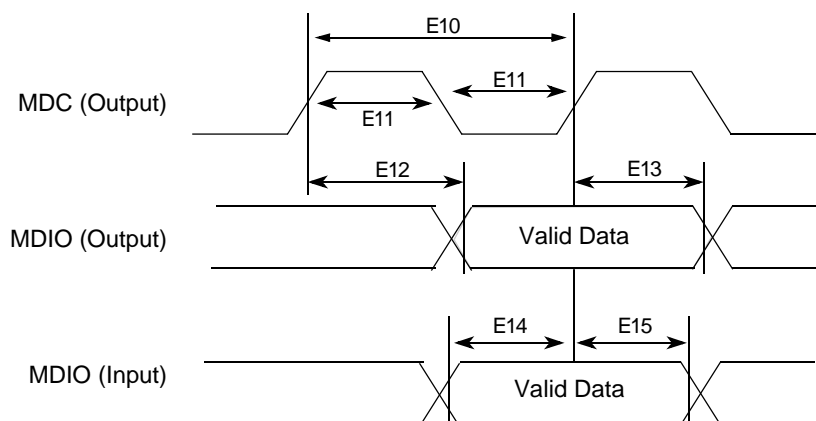 E10
MDC (Output)
E11
E11
E12
E13
MDIO (Output)
Valid Data
E14
E15
MDIO (Input)
Valid Data